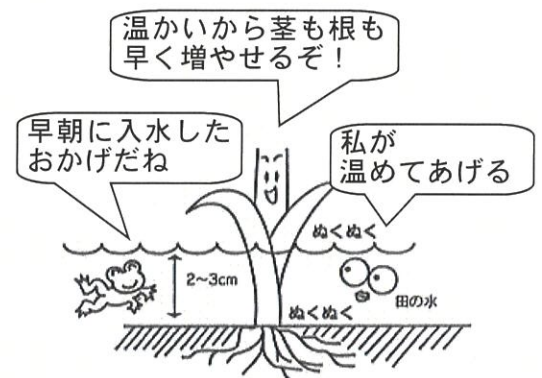 温かいから茎も根も
早く増やせるぞ！
早朝に入水した
おかげだね
私が
温めてあげる
ぬくぬく
2～3cm
田の水
ぬくぬく